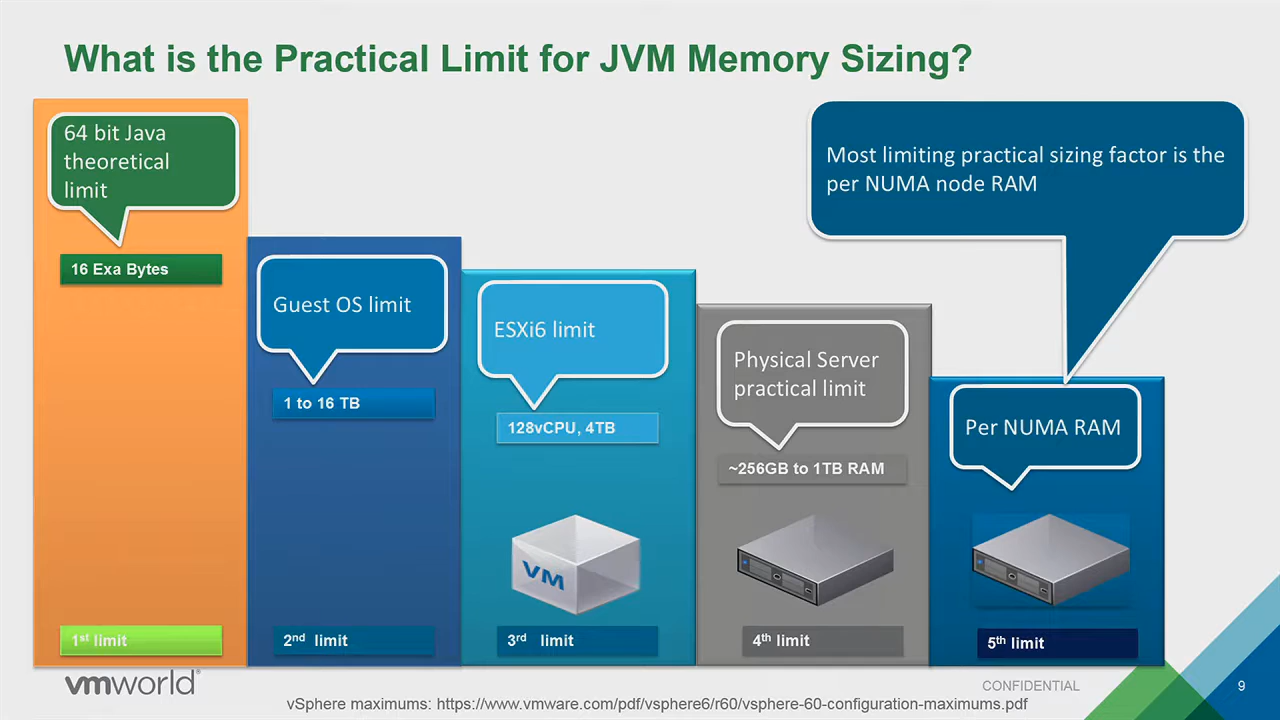 What is the Practical Limit for JVM Memory Sizing?
64 bit Java
theoretical
limit
16 Exa Bytes
1st limit
Guest OS limit
1 to 16 TB
2nd limit
ESXi6 limit
128vCPU, 4TB
VM
3rd limit
Physical Server
practical limit
~256GB to 1TB RAM
4th limit
Most limiting practical sizing factor is the
per NUMA node RAM
Per NUMA RAM
5th limit
vmworld®
CONFIDENTIAL
9
vSphere maximums: https://www.vmware.com/pdf/vsphere6/r60/vsphere-60-configuration-maximums.pdf